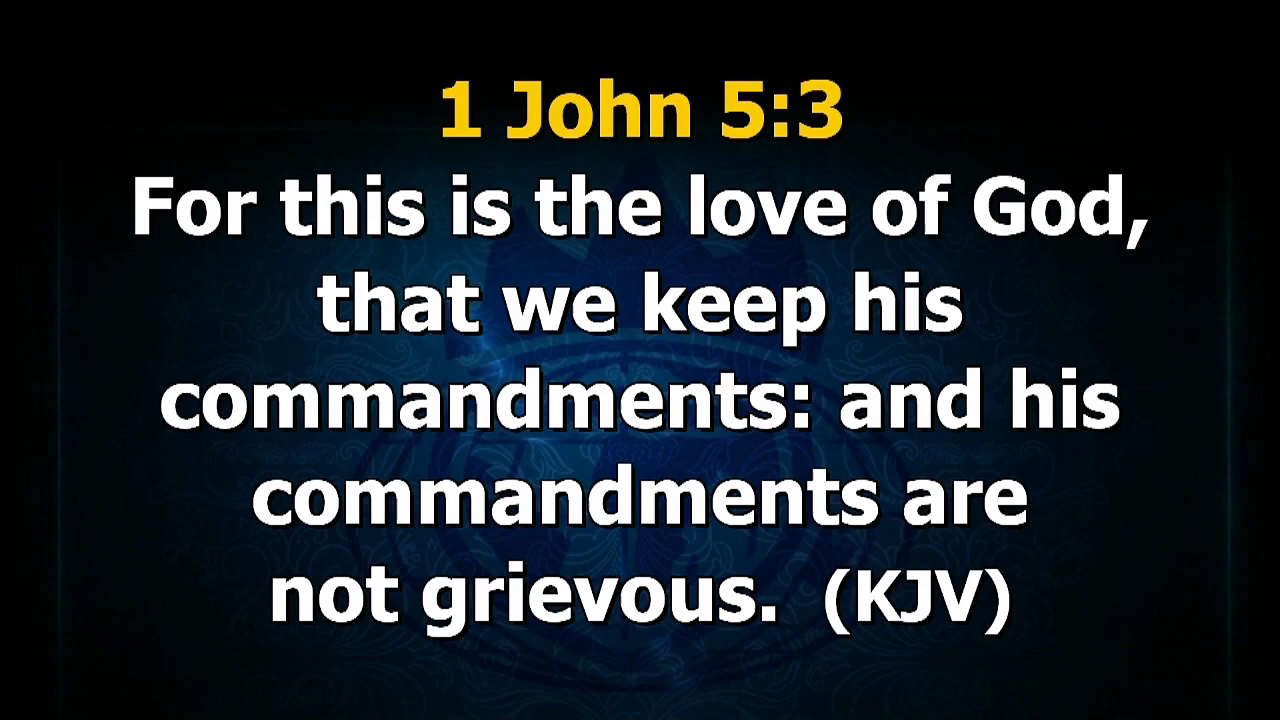 1 John 5:3
For this is the love of God,
that we keep his
commandments: and his
commandments are
not grievous. (KJV)